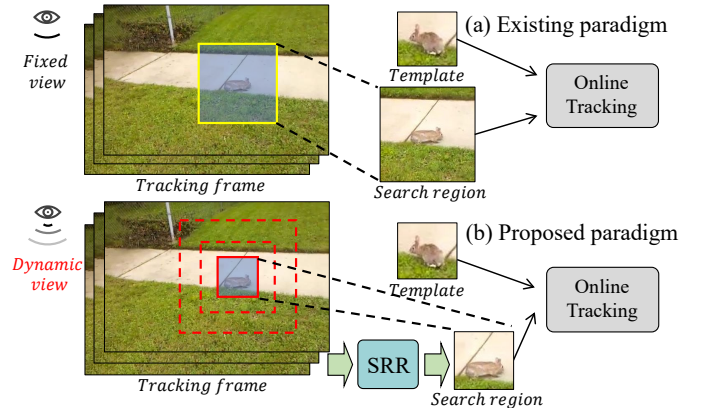 (a) Existing paradigm
Fixed
view
Template
Online
Tracking
Tracking frame
Search region
(b) Proposed paradigm
Dynamic
view
Template
Online
Tracking
SRR
Tracking frame
Search region